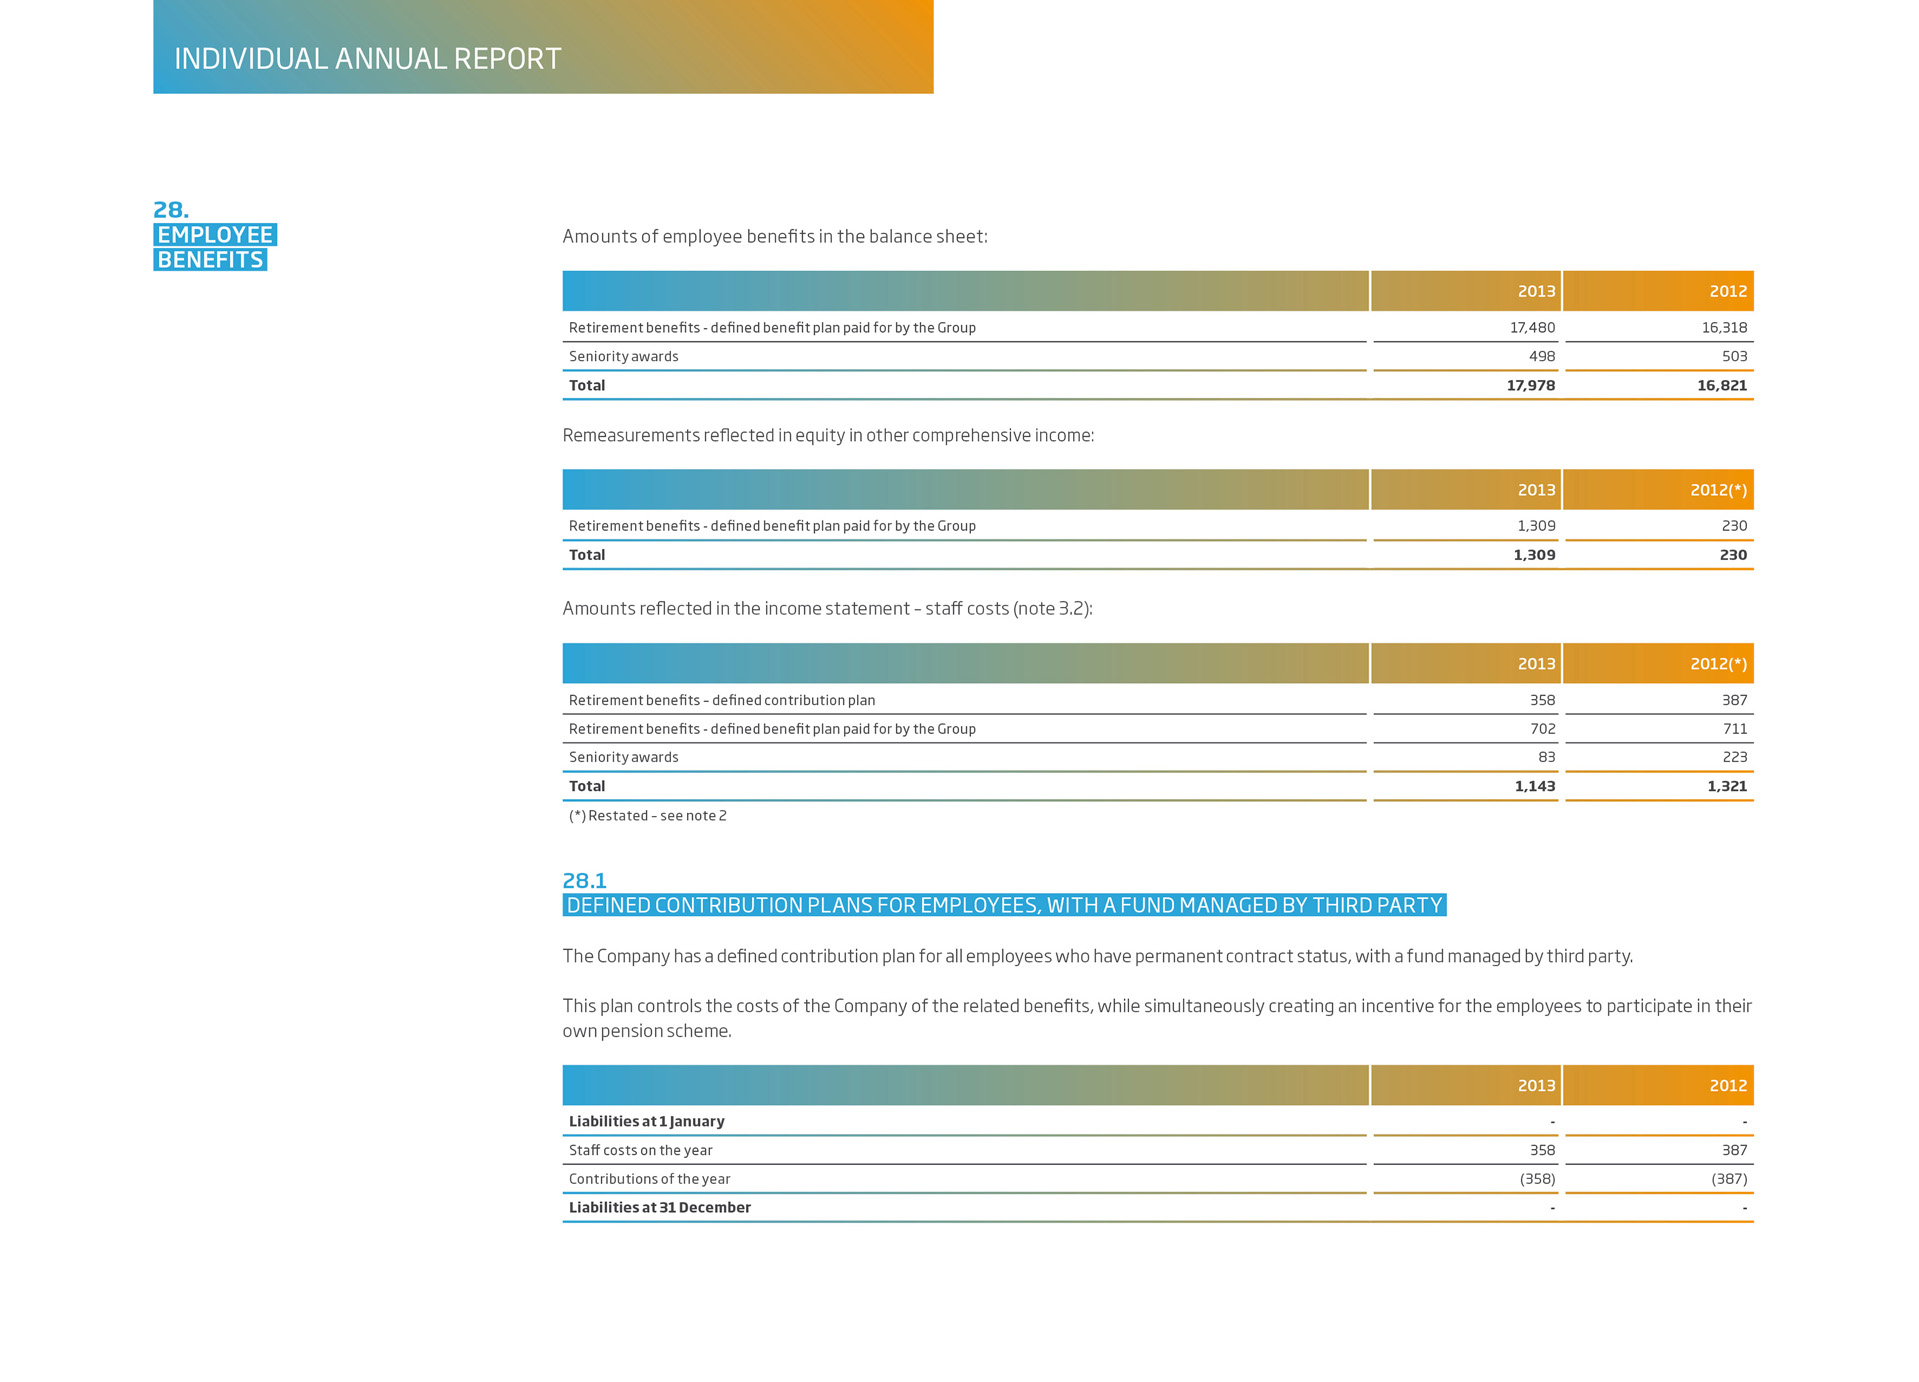 INDIVIDUAL ANNUAL REPORT
28.
EMPLOYEE
BENEFITS
Amounts of employee benefits in the balance sheet:
2013 2012
Retirement benefits - defined benefit plan paid for by the Group 17,480 16,318
Seniority awards 498 503
Total 17,978 16,821
Remeasurements reflected in equity in other comprehensive income:
2013 2012(*)
Retirement benefits - defined benefit plan paid for by the Group 1,309 230
Total 1,309 230
Amounts reflected in the income statement – staff costs (note 3.2):
2013 2012(*)
Retirement benefits – defined contribution plan 358 387
Retirement benefits - defined benefit plan paid for by the Group 702 711
Seniority awards 83 223
Total 1,143 1,321
(*) Restated – see note 2
28.1
DEFINED CONTRIBUTION PLANS FOR EMPLOYEES, WITH A FUND MANAGED BY THIRD PARTY
The Company has a defined contribution plan for all employees who have permanent contract status, with a fund managed by third party.
This plan controls the costs of the Company of the related benefits, while simultaneously creating an incentive for the employees to participate in their
own pension scheme.
2013 2012
Liabilities at 1 January - -
Staff costs on the year 358 387
Contributions of the year (358) (387)
Liabilities at 31 December - -